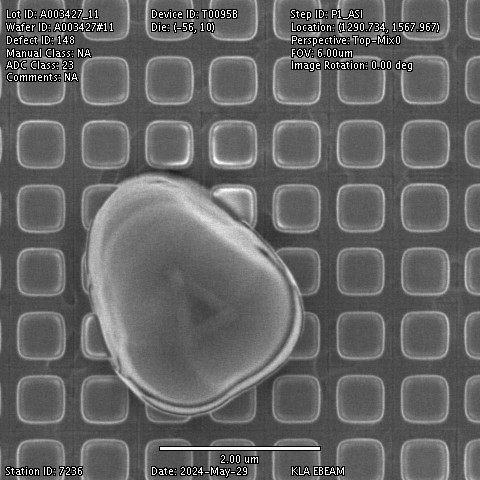 Lot ID: A003427_11
Wafer ID: A003427#11
Defect ID: 148
Manual Class: NA
ADC Class: 23
Comments: NA
Device ID: T0095B
Die: (-56, 10)
Step ID: P1_ASI
Location: (1290.734, 1567.967)
Perspective: Top-Mix0
FOV: 6.00um
Image Rotation: 0.00 deg
2.00 um
Station ID: 7236
Date: 2024-May-29
KLA EBEAM